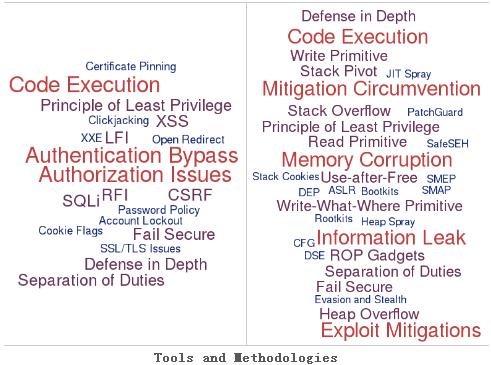 Certificate Pinning
Code Execution
Principle of Least Privilege
Clickjacking XSS
XXE LFI Open Redirect
Authentication Bypass
Authorization Issues
SQLi RFI CSRF
Password Policy
Account Lockout
Cookie Flags Fail Secure
SSL/TLS Issues
Defense in Depth
Separation of Duties
Defense in Depth
Code Execution
Write Primitive
Stack Pivot JIT Spray
Mitigation Circumvention
Stack Overflow PatchGuard
Principle of Least Privilege
Read Primitive SafeSEH
Memory Corruption
Stack Cookies Use-after-Free SMEP
DEP ASLR Bootkits SMAP
Write-What-Where Primitive
Rootkits Heap Spray
CFG Information Leak
DSE ROP Gadgets
Separation of Duties
Fail Secure
Evasion and Stealth
Heap Overflow
Exploit Mitigations
Tools and Methodologies